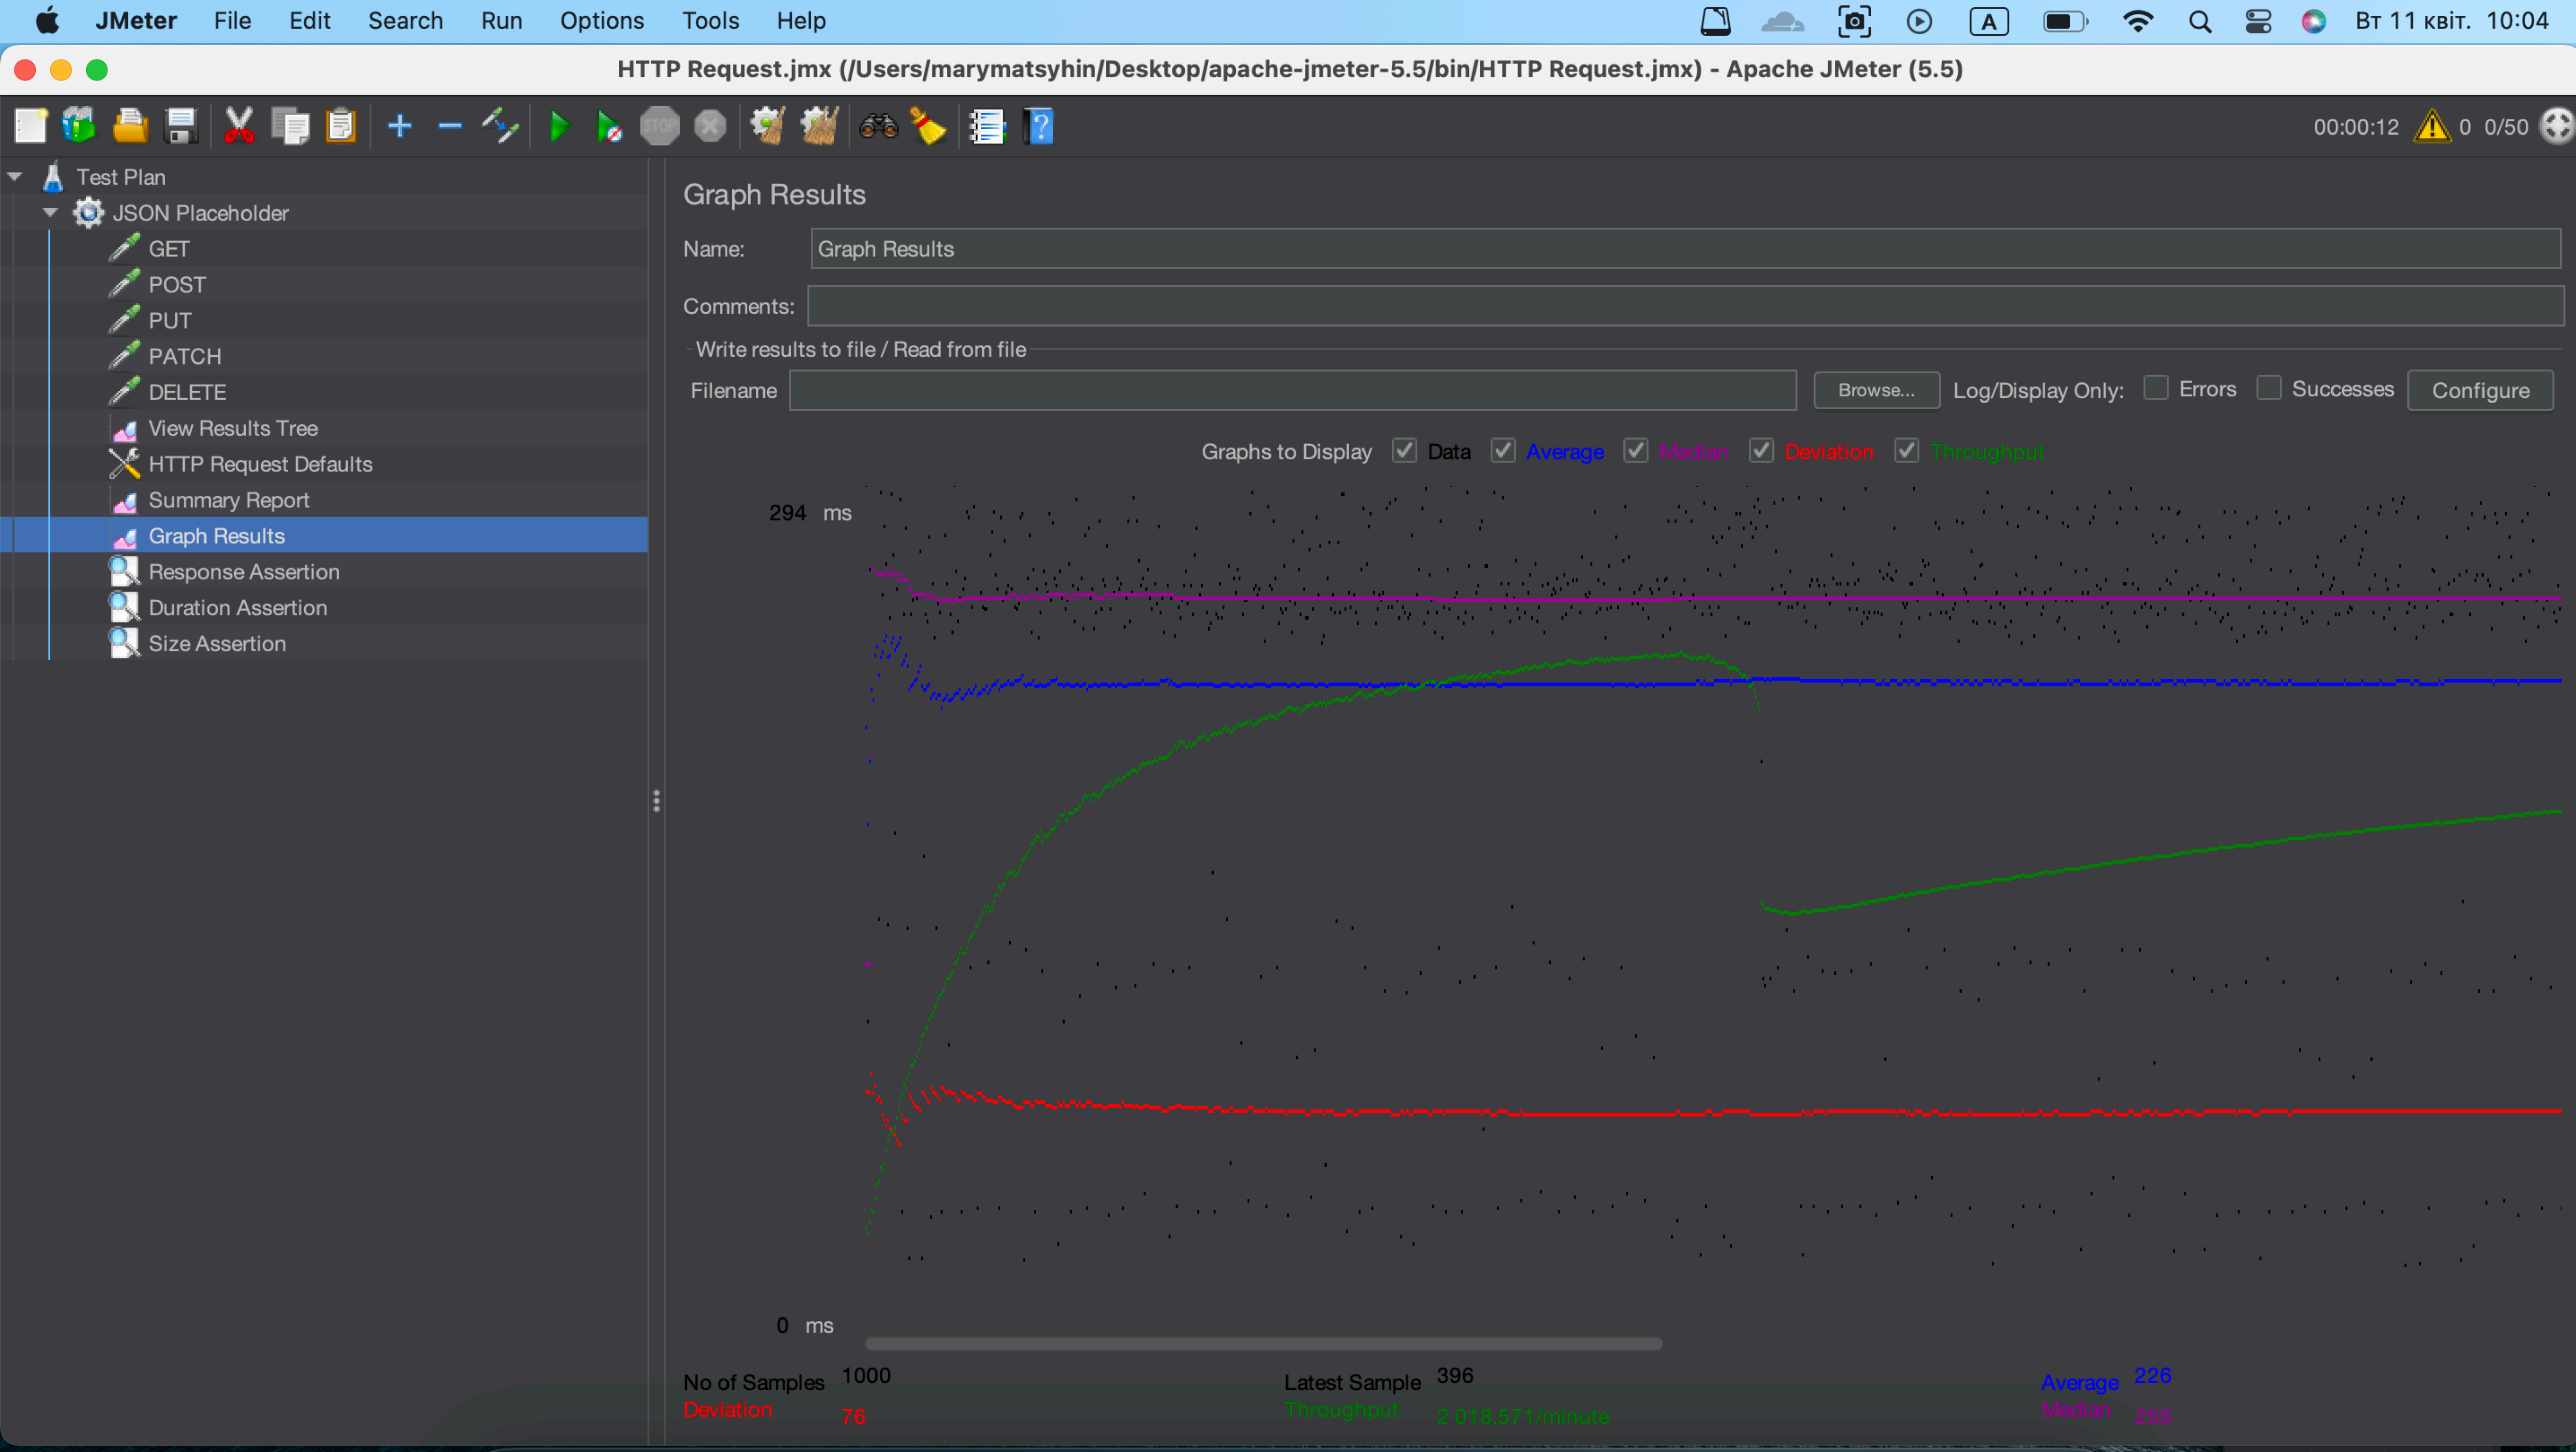 JMeter File Edit Search Run Options Tools Help A Вт 11 квіт. 10:04
HTTP Request.jmx (/Users/marymatsyhin/Desktop/apache-jmeter-5.5/bin/HTTP Request.jmx) - Apache JMeter (5.5)
STOP ? 00:00:12 0 0/50
Test Plan
JSON Placeholder
GET
POST
PUT
PATCH
DELETE
View Results Tree
HTTP Request Defaults
Summary Report
Graph Results
Response Assertion
Duration Assertion
Size Assertion
Graph Results
Name: Graph Results
Comments:
Write results to file / Read from file
Filename Browse... Log/Display Only: Errors Successes Configure
Graphs to Display Data Average Median Deviation Throughput
294 ms
0 ms
No of Samples 1000 Latest Sample 396 Average 226
Deviation 76 Throughput 2 018,571/minute Median 255